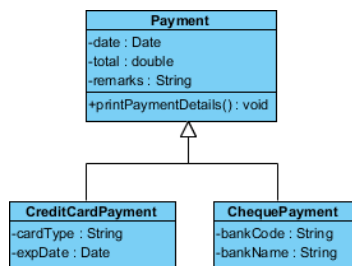 Payment
-date : Date
-total : double
-remarks : String
+printPaymentDetails() : void
CreditCardPayment
-cardType : String
-expDate : Date
ChequePayment
-bankCode : String
-bankName : String